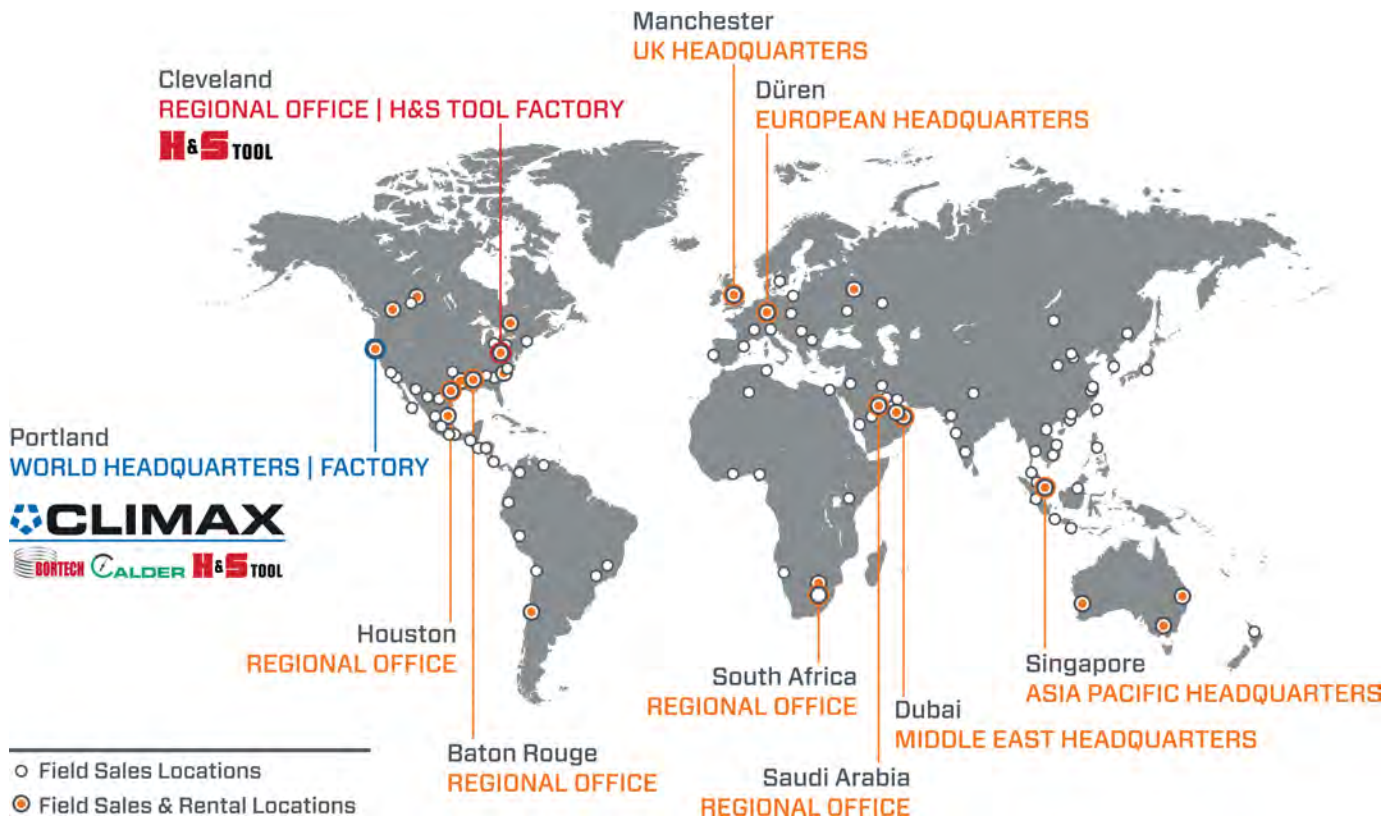 Manchester
UK HEADQUARTERS
Cleveland
REGIONAL OFFICE | H&S TOOL FACTORY
H&S TOOL
Düren
EUROPEAN HEADQUARTERS
Portland
WORLD HEADQUARTERS | FACTORY
CLIMAX
BORTECH CALDER H&S TOOL
Houston
REGIONAL OFFICE
South Africa
REGIONAL OFFICE
Singapore
ASIA PACIFIC HEADQUARTERS
Dubai
MIDDLE EAST HEADQUARTERS
Baton Rouge
REGIONAL OFFICE
Saudi Arabia
REGIONAL OFFICE
Field Sales Locations
Field Sales & Rental Locations